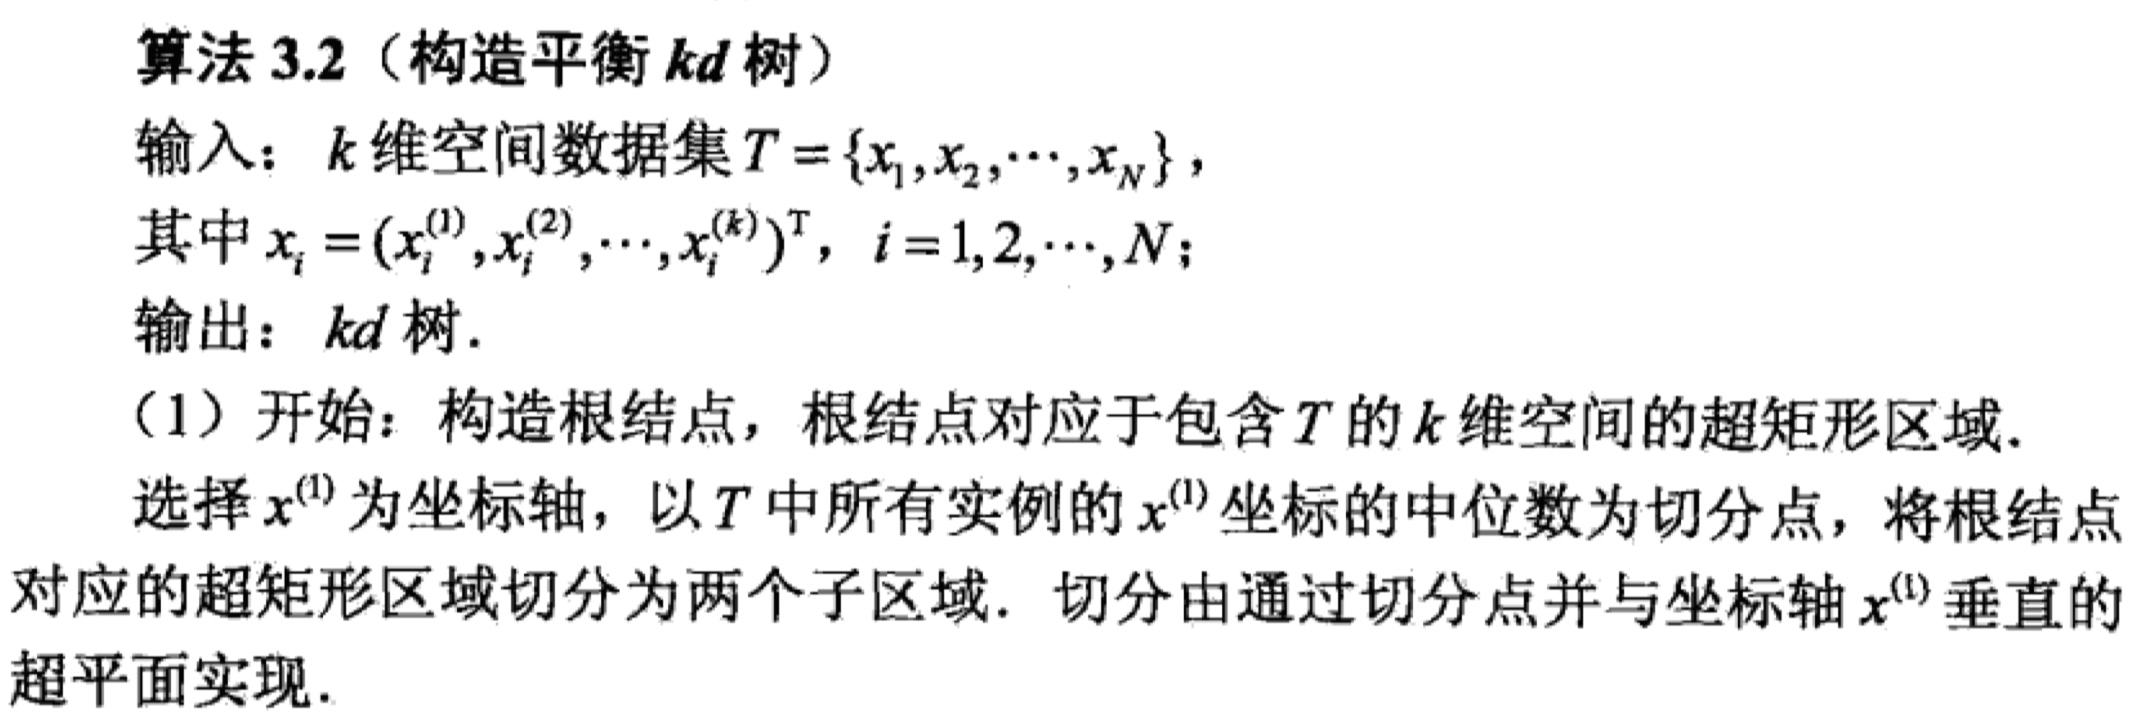 算法 3.2（构造平衡 kd 树）
输入： k 维空间数据集 T = {x₁, x₂, ⋯, x_N}，
其中 x_i = (x_i^(1), x_i^(2), ⋯, x_i^(k))^T， i = 1, 2, ⋯, N；
输出： kd 树．
（1）开始：构造根结点，根结点对应于包含 T 的 k 维空间的超矩形区域．
选择 x^(1) 为坐标轴，以 T 中所有实例的 x^(1) 坐标的中位数为切分点，将根结点
对应的超矩形区域切分为两个子区域．切分由通过切分点并与坐标轴 x^(1) 垂直的
超平面实现．